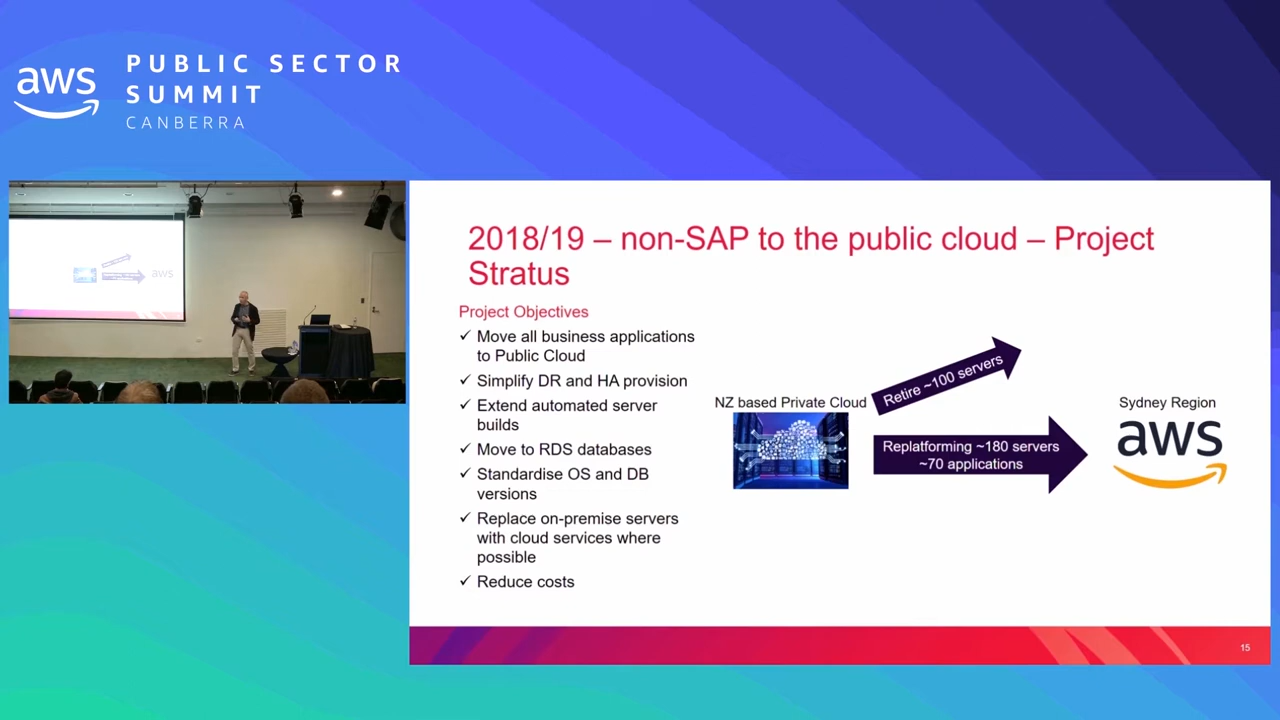 aws
PUBLIC SECTOR
SUMMIT
CANBERRA
aws
2018/19 – non-SAP to the public cloud – Project
Stratus
Project Objectives
✓ Move all business applications
to Public Cloud
✓ Simplify DR and HA provision
✓ Extend automated server
builds
✓ Move to RDS databases
✓ Standardise OS and DB
versions
✓ Replace on-premise servers
with cloud services where
possible
✓ Reduce costs
NZ based Private Cloud
Retire ~100 servers
Replatforming ~180 servers
~70 applications
Sydney Region
aws
15